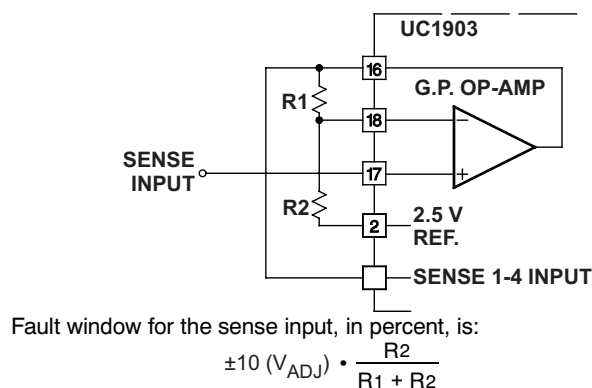 UC1903
16
G.P. OP-AMP
R1
18
−
SENSE
INPUT
17
+
R2
2
2.5 V
REF.
SENSE 1-4 INPUT
Fault window for the sense input, in percent, is:
±10 (V_ADJ) • R2
R1 + R2